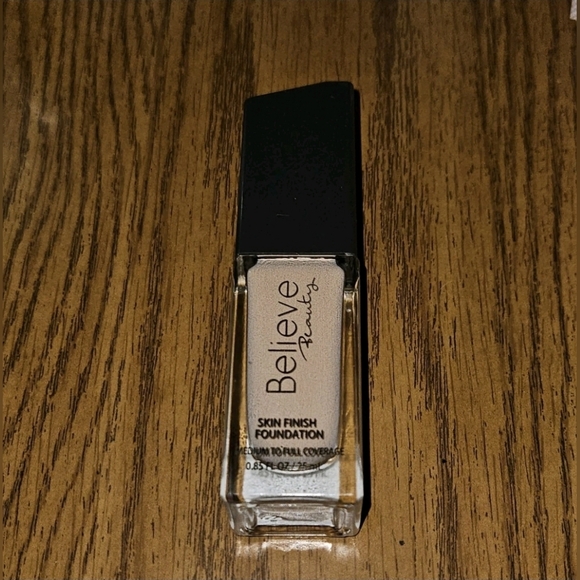 Believe
Beauty
SKIN FINISH
FOUNDATION
MEDIUM TO FULL COVERAGE
0.85 FL OZ / 25 mL